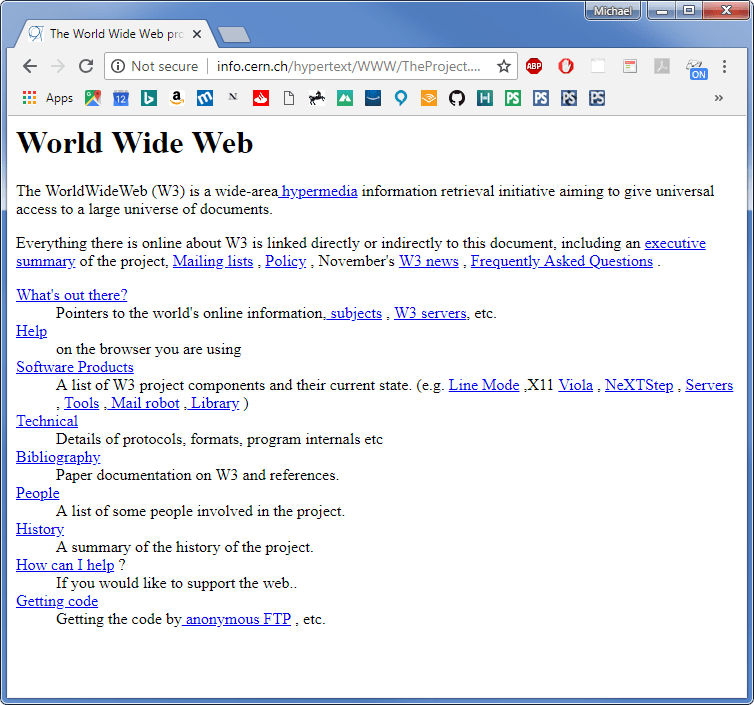 Michael
The World Wide Web pro
Not secure info.cern.ch/hypertext/WWW/TheProject....
ABP
ON
Apps 12 N H PS PS PS PS »
World Wide Web
The WorldWideWeb (W3) is a wide-area hypermedia information retrieval initiative aiming to give universal
access to a large universe of documents.
Everything there is online about W3 is linked directly or indirectly to this document, including an executive
summary of the project, Mailing lists , Policy , November's W3 news , Frequently Asked Questions .
What's out there?
Pointers to the world's online information, subjects , W3 servers, etc.
Help
on the browser you are using
Software Products
A list of W3 project components and their current state. (e.g. Line Mode ,X11 Viola , NeXTStep , Servers
, Tools , Mail robot , Library )
Technical
Details of protocols, formats, program internals etc
Bibliography
Paper documentation on W3 and references.
People
A list of some people involved in the project.
History
A summary of the history of the project.
How can I help ?
If you would like to support the web..
Getting code
Getting the code by anonymous FTP , etc.